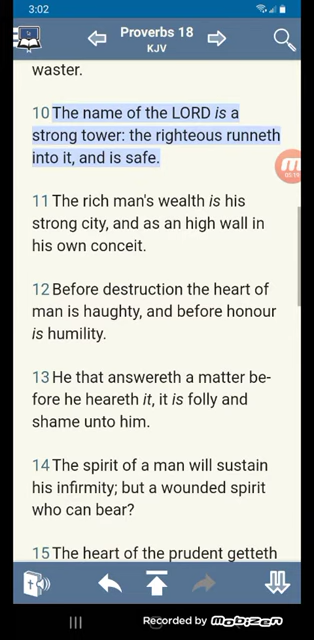 3:02
Proverbs 18
KJV
waster.
10 The name of the LORD is a
strong tower: the righteous runneth
into it, and is safe.
11 The rich man's wealth is his
strong city, and as an high wall in
his own conceit.
12 Before destruction the heart of
man is haughty, and before honour
is humility.
13 He that answereth a matter be-
fore he heareth it, it is folly and
shame unto him.
14 The spirit of a man will sustain
his infirmity; but a wounded spirit
who can bear?
15 The heart of the prudent getteth
Recorded by mobizen